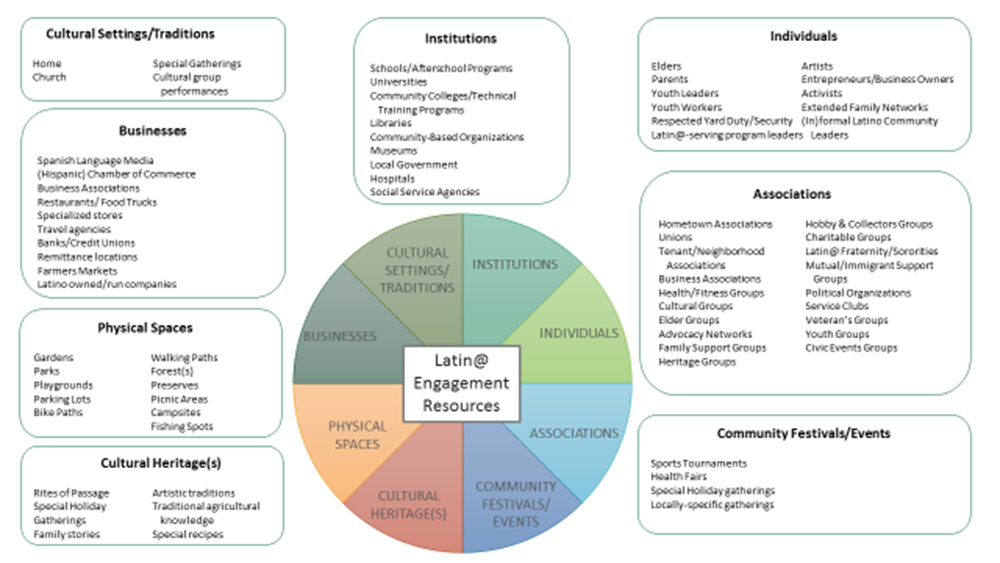 Cultural Settings/Traditions
Home
Church
Special Gatherings
Cultural group
performances
Businesses
Spanish Language Media
(Hispanic) Chamber of Commerce
Business Associations
Restaurants/ Food Trucks
Specialized stores
Travel agencies
Banks/Credit Unions
Remittance locations
Farmers Markets
Latino owned/run companies
Physical Spaces
Gardens
Parks
Playgrounds
Parking Lots
Bike Paths
Walking Paths
Forest(s)
Preserves
Picnic Areas
Campsites
Fishing Spots
Cultural Heritage(s)
Rites of Passage
Special Holiday
Gatherings
Family stories
Artistic traditions
Traditional agricultural
knowledge
Special recipes
Institutions
Schools/Afterschool Programs
Universities
Community Colleges/Technical
Training Programs
Libraries
Community-Based Organizations
Museums
Local Government
Hospitals
Social Service Agencies
CULTURAL
SETTINGS/
TRADITIONS
INSTITUTIONS
BUSINESSES
INDIVIDUALS
Latin@
Engagement
Resources
PHYSICAL
SPACES
ASSOCIATIONS
CULTURAL
HERITAGE(S)
COMMUNITY
FESTIVALS/
EVENTS
Individuals
Elders
Parents
Youth Leaders
Youth Workers
Respected Yard Duty/Security
Latin@-serving program leaders
Artists
Entrepreneurs/Business Owners
Activists
Extended Family Networks
(In)formal Latino Community
Leaders
Associations
Hometown Associations
Unions
Tenant/Neighborhood
Associations
Business Associations
Health/Fitness Groups
Cultural Groups
Elder Groups
Advocacy Networks
Family Support Groups
Heritage Groups
Hobby & Collectors Groups
Charitable Groups
Latin@ Fraternity/Sororities
Mutual/Immigrant Support
Groups
Political Organizations
Service Clubs
Veteran's Groups
Youth Groups
Civic Events Groups
Community Festivals/Events
Sports Tournaments
Health Fairs
Special Holiday gatherings
Locally-specific gatherings